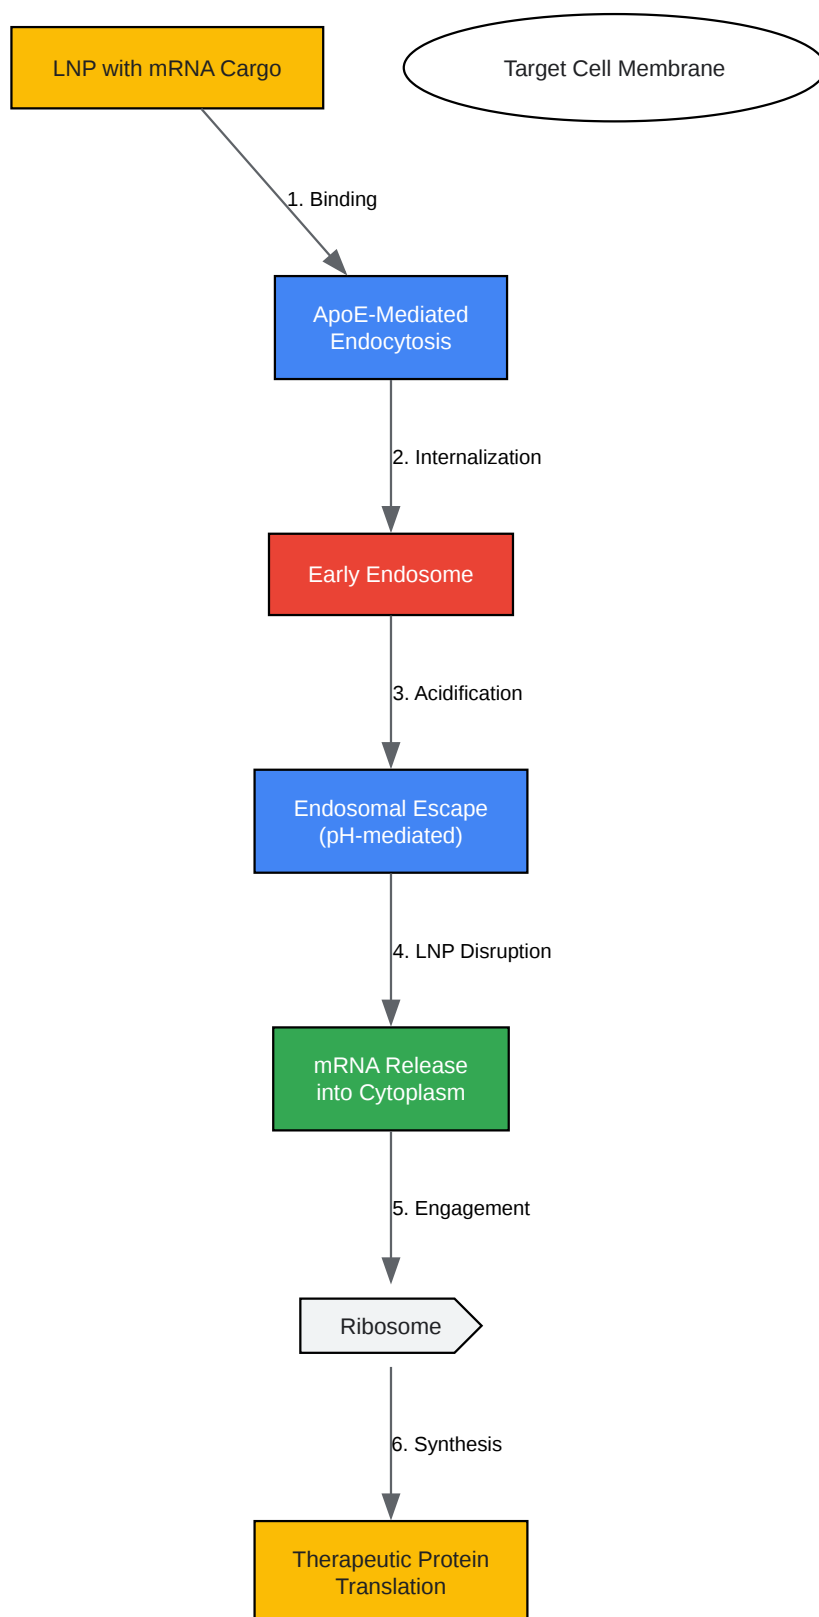 LNP with mRNA Cargo
Target Cell Membrane
1. Binding
ApoE-Mediated
Endocytosis
2. Internalization
Early Endosome
3. Acidification
Endosomal Escape
(pH-mediated)
4. LNP Disruption
mRNA Release
into Cytoplasm
5. Engagement
Ribosome
6. Synthesis
Therapeutic Protein
Translation